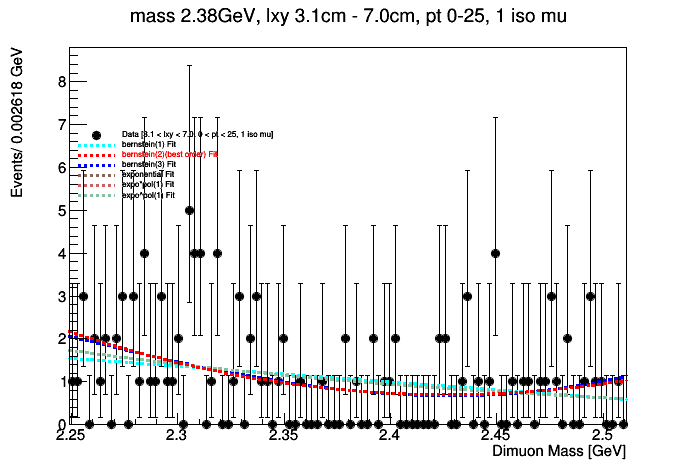 mass 2.38GeV, lxy 3.1cm - 7.0cm, pt 0-25, 1 iso mu
Events/ 0.002618 GeV
8
7
Data [3.1 < lxy < 7.0, 0 < pt < 25, 1 iso mu]
bernstein(1) Fit
bernstein(2)(best order) Fit
bernstein(3) Fit
6
exponential Fit
expo*pol(1) Fit
expo*pol(1) Fit
5
4
3
2
1
0
2.25 2.3 2.35 2.4 2.45 2.5
Dimuon Mass [GeV]